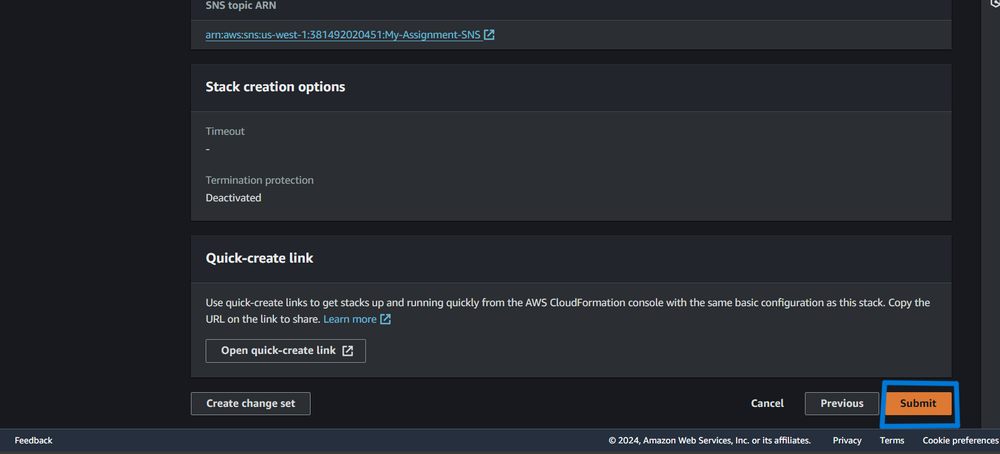 SNS topic ARN
arn:aws:sns:us-west-1:381492020451:My-Assignment-SNS
Stack creation options
Timeout
-
Termination protection
Deactivated
Quick-create link
Use quick-create links to get stacks up and running quickly from the AWS CloudFormation console with the same basic configuration as this stack. Copy the
URL on the link to share. Learn more
Open quick-create link
Create change set
Cancel
Previous
Submit
Feedback
© 2024, Amazon Web Services, Inc. or its affiliates.
Privacy
Terms
Cookie preferences